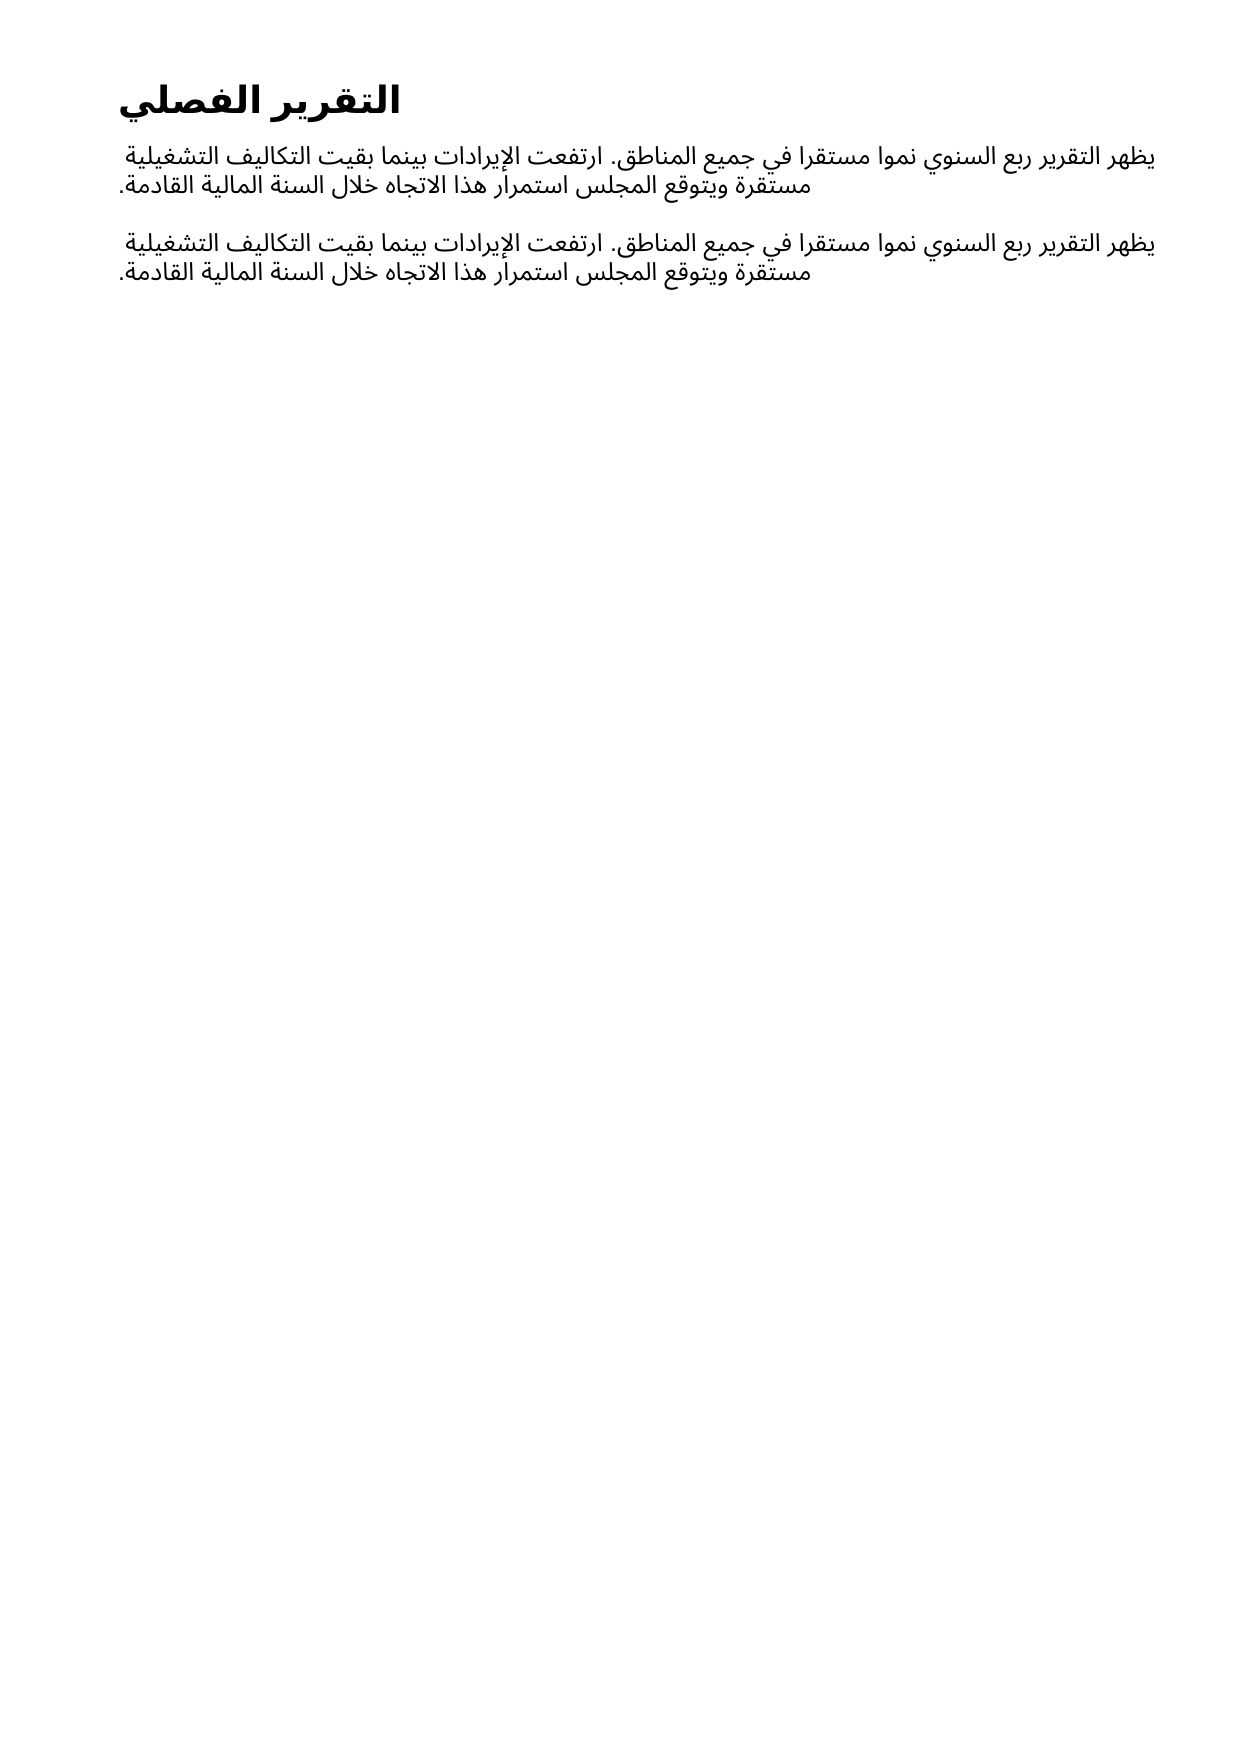 التقرير الفصلي
يظهر التقرير ربع السنوي نموا مستقرا في جميع المناطق. ارتفعت الإيرادات بينما بقيت التكاليف التشغيلية
مستقرة ويتوقع المجلس استمرار هذا الاتجاه خلال السنة المالية القادمة.
يظهر التقرير ربع السنوي نموا مستقرا في جميع المناطق. ارتفعت الإيرادات بينما بقيت التكاليف التشغيلية
مستقرة ويتوقع المجلس استمرار هذا الاتجاه خلال السنة المالية القادمة.